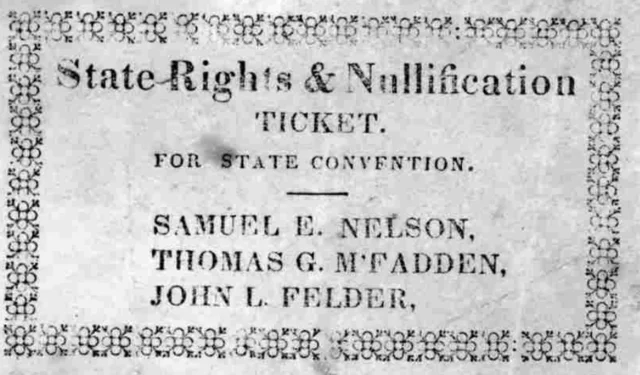 State Rights & Nullification
TICKET.
FOR STATE CONVENTION.
SAMUEL E. NELSON,
THOMAS G. M'FADDEN,
JOHN L. FELDER,